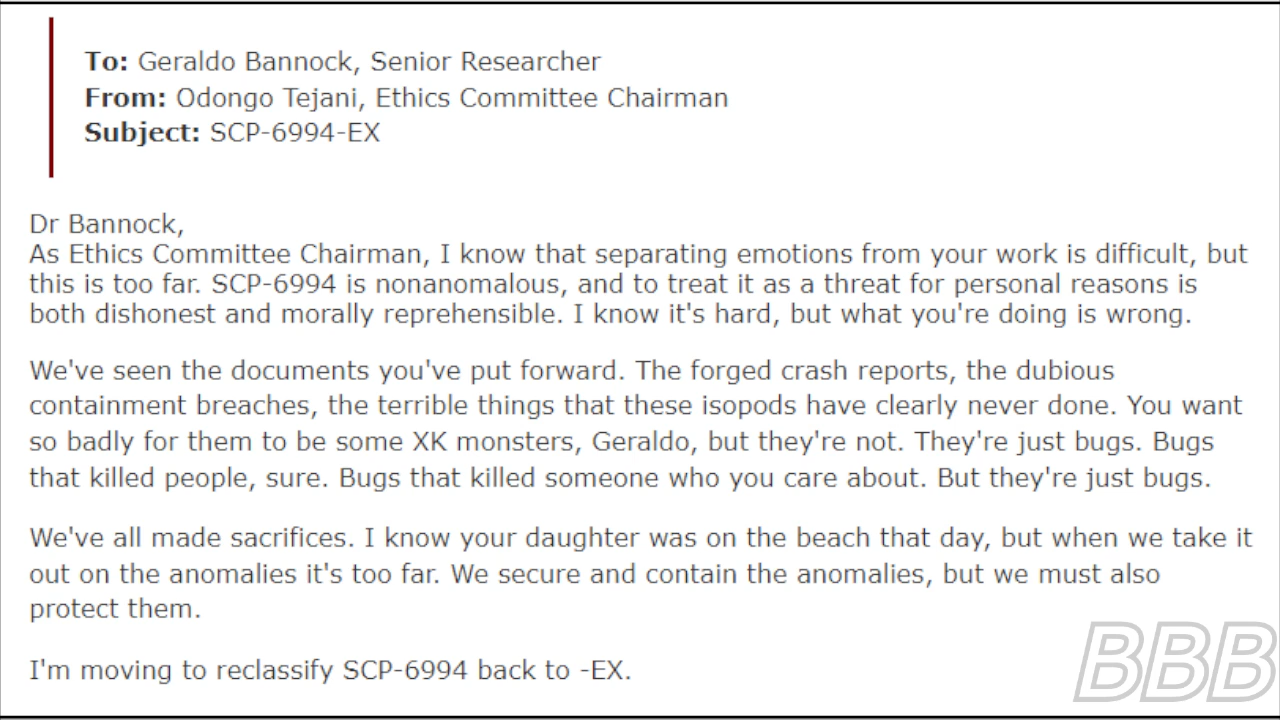 To: Geraldo Bannock, Senior Researcher
From: Odongo Tejani, Ethics Committee Chairman
Subject: SCP-6994-EX
Dr Bannock,
As Ethics Committee Chairman, I know that separating emotions from your work is difficult, but
this is too far. SCP-6994 is nonanomalous, and to treat it as a threat for personal reasons is
both dishonest and morally reprehensible. I know it's hard, but what you're doing is wrong.
We've seen the documents you've put forward. The forged crash reports, the dubious
containment breaches, the terrible things that these isopods have clearly never done. You want
so badly for them to be some XK monsters, Geraldo, but they're not. They're just bugs. Bugs
that killed people, sure. Bugs that killed someone who you care about. But they're just bugs.
We've all made sacrifices. I know your daughter was on the beach that day, but when we take it
out on the anomalies it's too far. We secure and contain the anomalies, but we must also
protect them.
I'm moving to reclassify SCP-6994 back to -EX.
BBB